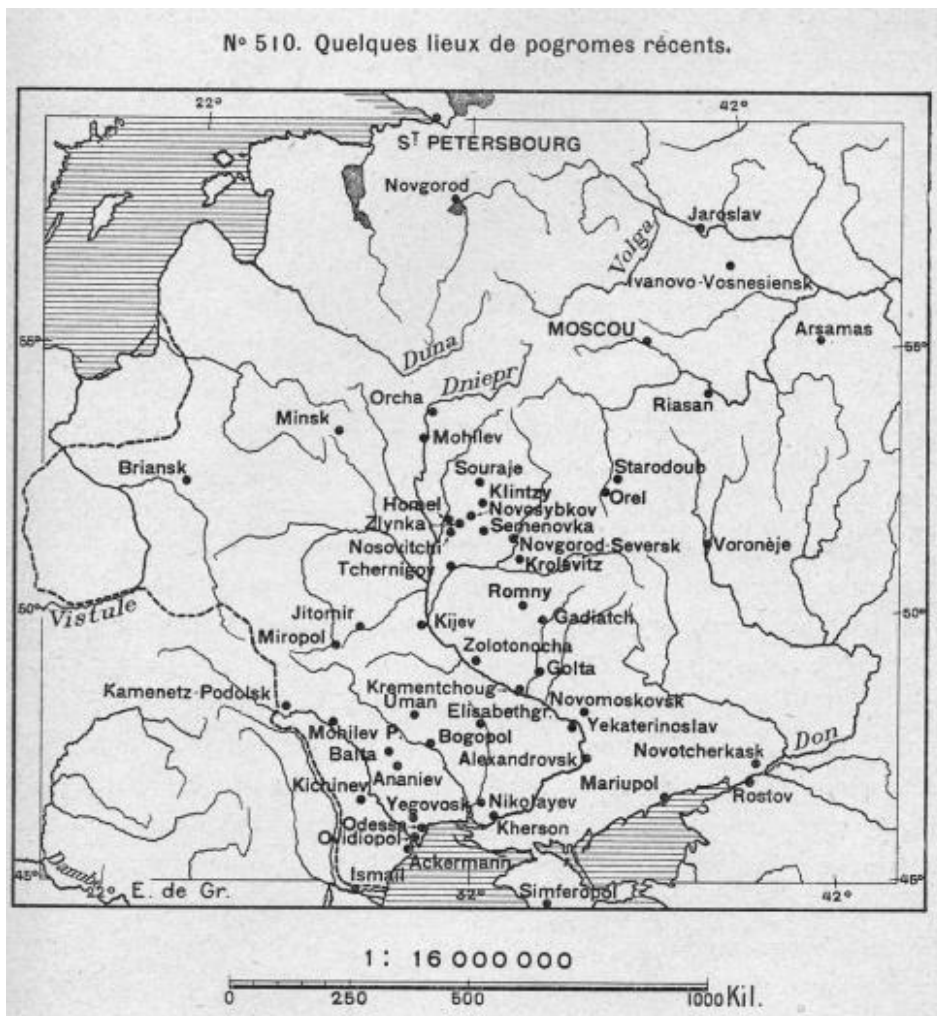 Nº 510. Quelques lieux de pogromes récents.
22°
42°
Sᵀ PETERSBOURG
Novgorod
Jaroslav
Volga
Ivanovo-Vosnesiensk
MOSCOU
Arsamas
55°
55°
Duna
Dniepr
Orcha
Riasan
Minsk
Mohilev
Briansk
Souraje
Starodoub
Klintzy
Orel
Homel
Novosybkov
Zlynka
Semenovka
Nosovitchi
Novgorod-Seversk
Voronèje
Tchernigov
Krolevitz
50°
50°
Vistule
Romny
Jitomir
Kijev
Gadiatch
Miropol
Zolotonocha
Golta
Kamenetz-Podolsk
Krementchoug
Uman
Novomoskovsk
Elisabethgr.
Mohilev P.
Bogopol
Yekaterinoslav
Balta
Alexandrovsk
Novotcherkask
Don
Ananiev
Mariupol
Kichinev
Rostov
Yegovosk
Nikolayev
Odessa
Kherson
Ovidiopol
Ackermann
45°
45°
Danube
Ismaïl
22°
E. de Gr.
32°
Simferopol
42°
1: 16 000 000
0 250 500 1000 Kil.